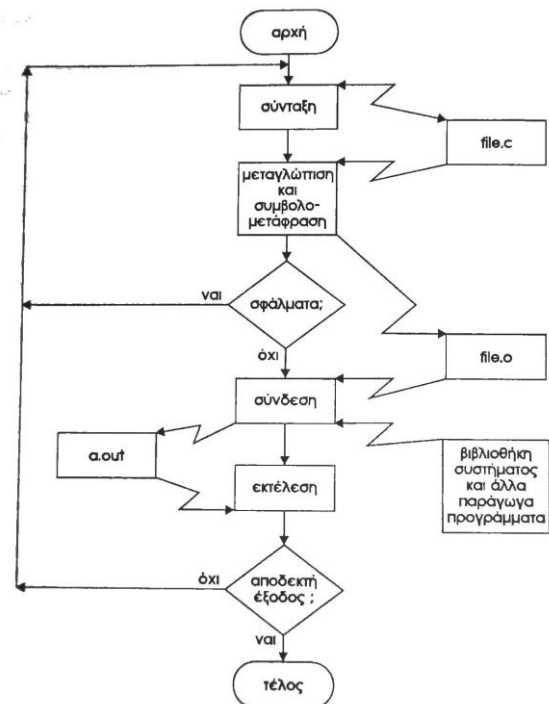 αρχή
σύνταξη
file.c
μεταγλώπιση
και
συμβολο-
μετάφραση
ναι
σφάλματα;
όχι
file.o
σύνδεση
a.out
βιβλιοθήκη
συστήματος
και άλλα
παράγωγα
προγράμματα
εκτέλεση
όχι
αποδεκτή
έξοδος ;
ναι
τέλος